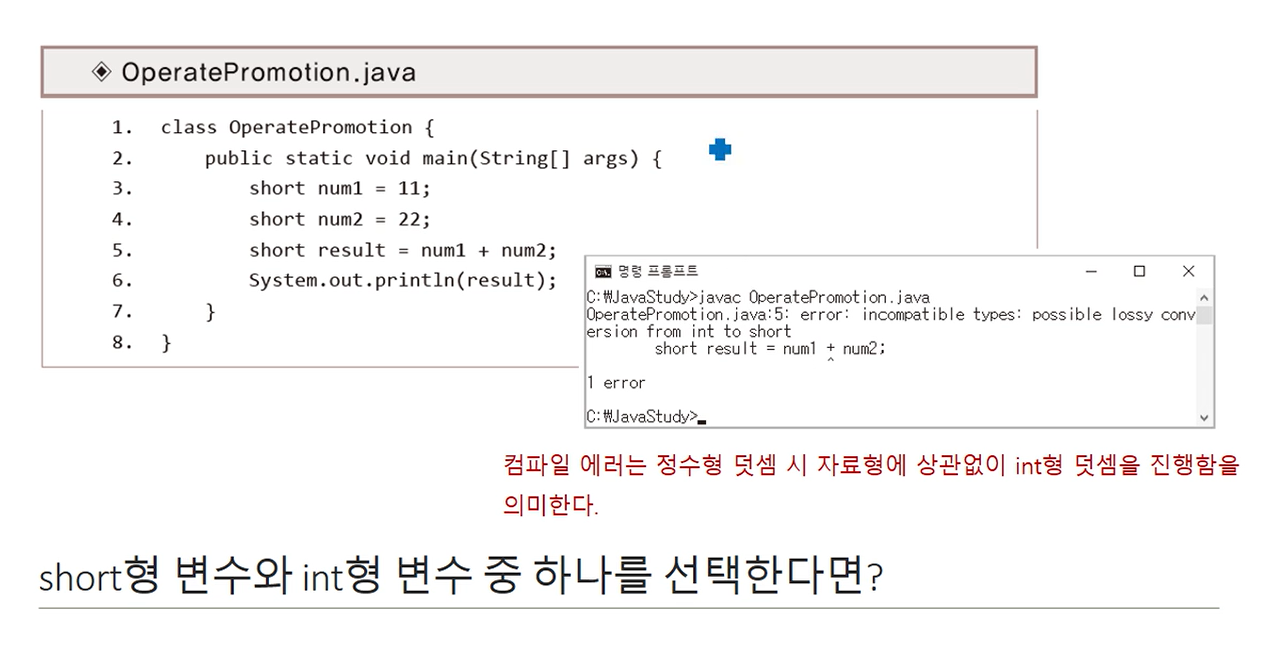 ◈ OperatePromotion.java
1. class OperatePromotion {
2. public static void main(String[] args) {
3. short num1 = 11;
4. short num2 = 22;
5. short result = num1 + num2;
6. System.out.println(result);
7. }
8. }
명령 프롬프트
C:₩JavaStudy>javac OperatePromotion.java
OperatePromotion.java:5: error: incompatible types: possible lossy conv
ersion from int to short
short result = num1 + num2;
^
1 error
C:₩JavaStudy>
컴파일 에러는 정수형 덧셈 시 자료형에 상관없이 int형 덧셈을 진행함을
의미한다.
short형 변수와 int형 변수 중 하나를 선택한다면?